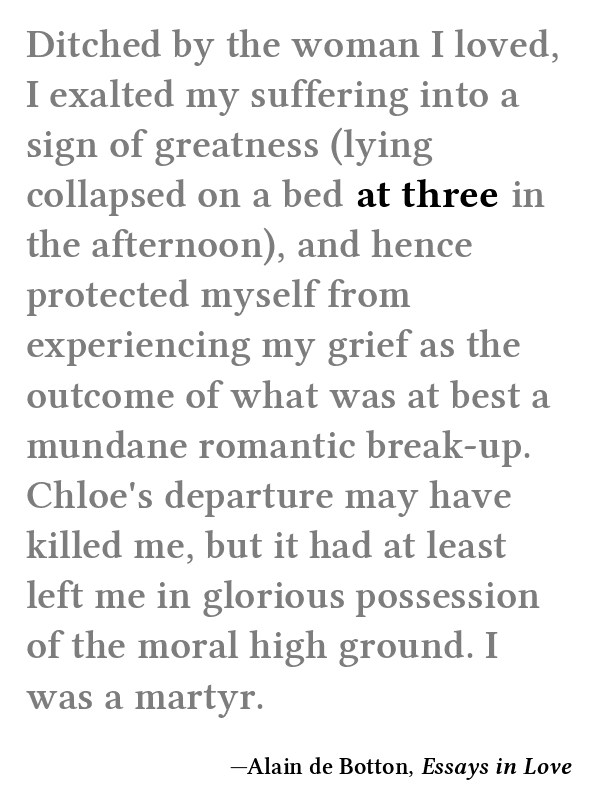 Ditched by the woman I loved,
I exalted my suffering into a
sign of greatness (lying
collapsed on a bed at three in
the afternoon), and hence
protected myself from
experiencing my grief as the
outcome of what was at best a
mundane romantic break-up.
Chloe's departure may have
killed me, but it had at least
left me in glorious possession
of the moral high ground. I
was a martyr.
—Alain de Botton, Essays in Love